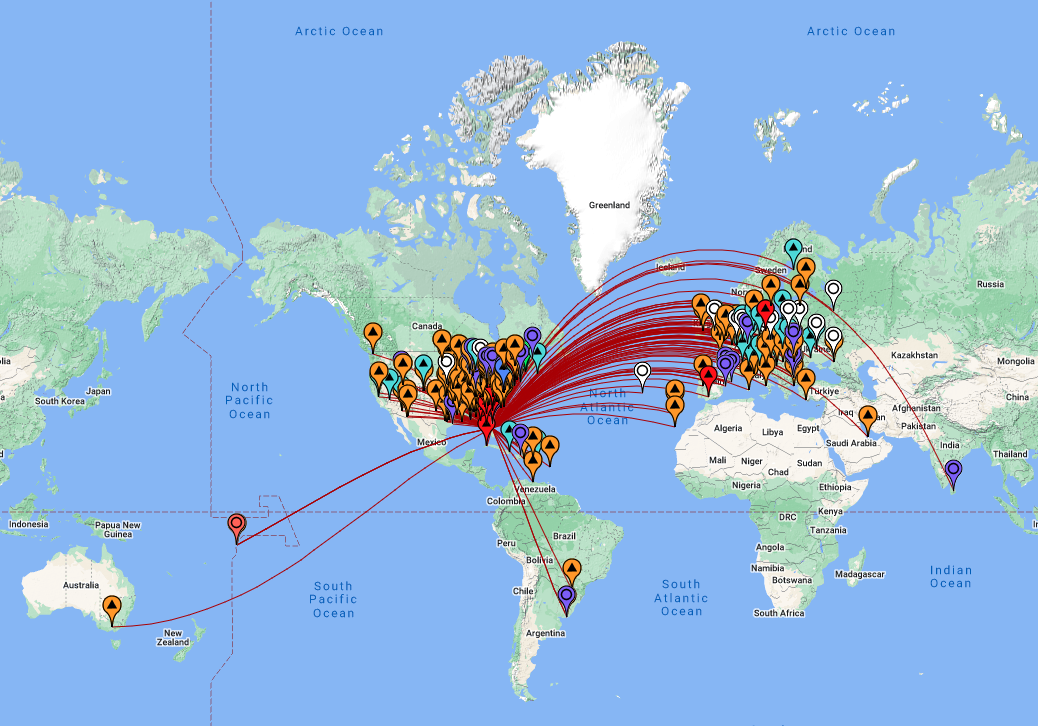 Arctic Ocean
Arctic Ocean
Greenland
Iceland
Sweden
Russia
Canada
North
Pacific
Ocean
North
Atlantic
Ocean
Kazakhstan
Mongolia
Japan
South Korea
China
Türkiye
Iraq
Afghanistan
Pakistan
Algeria
Libya
Egypt
Saudi Arabia
India
Thailand
Mexico
Mali
Niger
Chad
Sudan
Nigeria
Ethiopia
Venezuela
Colombia
Kenya
DRC
Tanzania
Indonesia
Papua New
Guinea
Brazil
Peru
Bolivia
Angola
Namibia
Botswana
Madagascar
Australia
South
Pacific
Ocean
South
Atlantic
Ocean
Indian
Ocean
Chile
South Africa
New
Zealand
Argentina